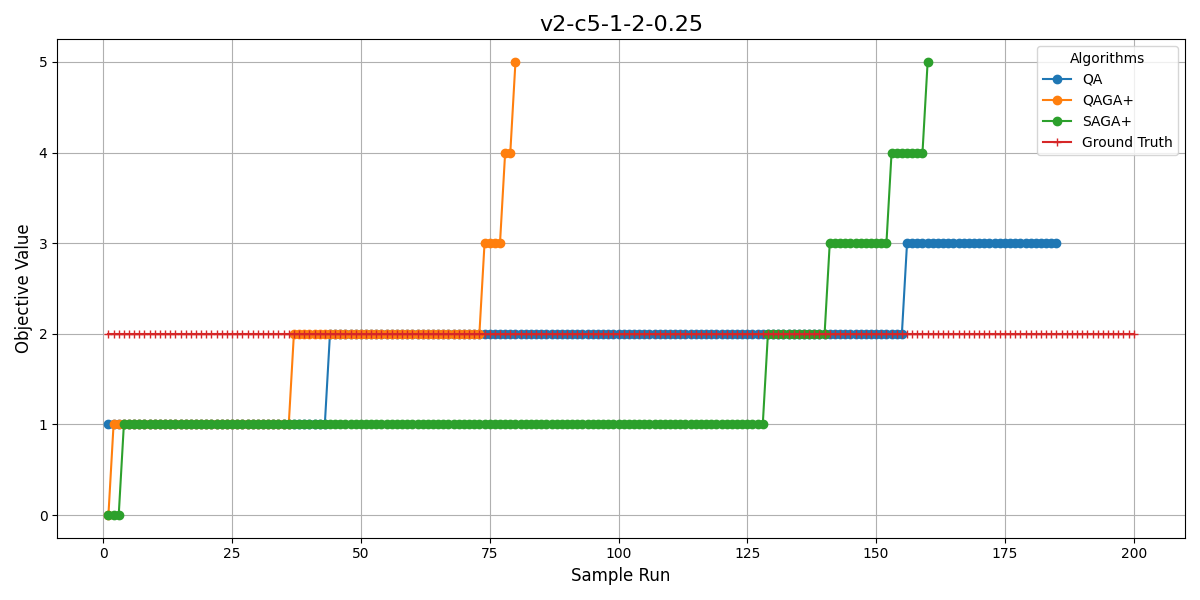 v2-c5-1-2-0.25
Algorithms
QA
QAGA+
SAGA+
Ground Truth
Objective Value
5
4
3
2
1
0
0 25 50 75 100 125 150 175 200
Sample Run